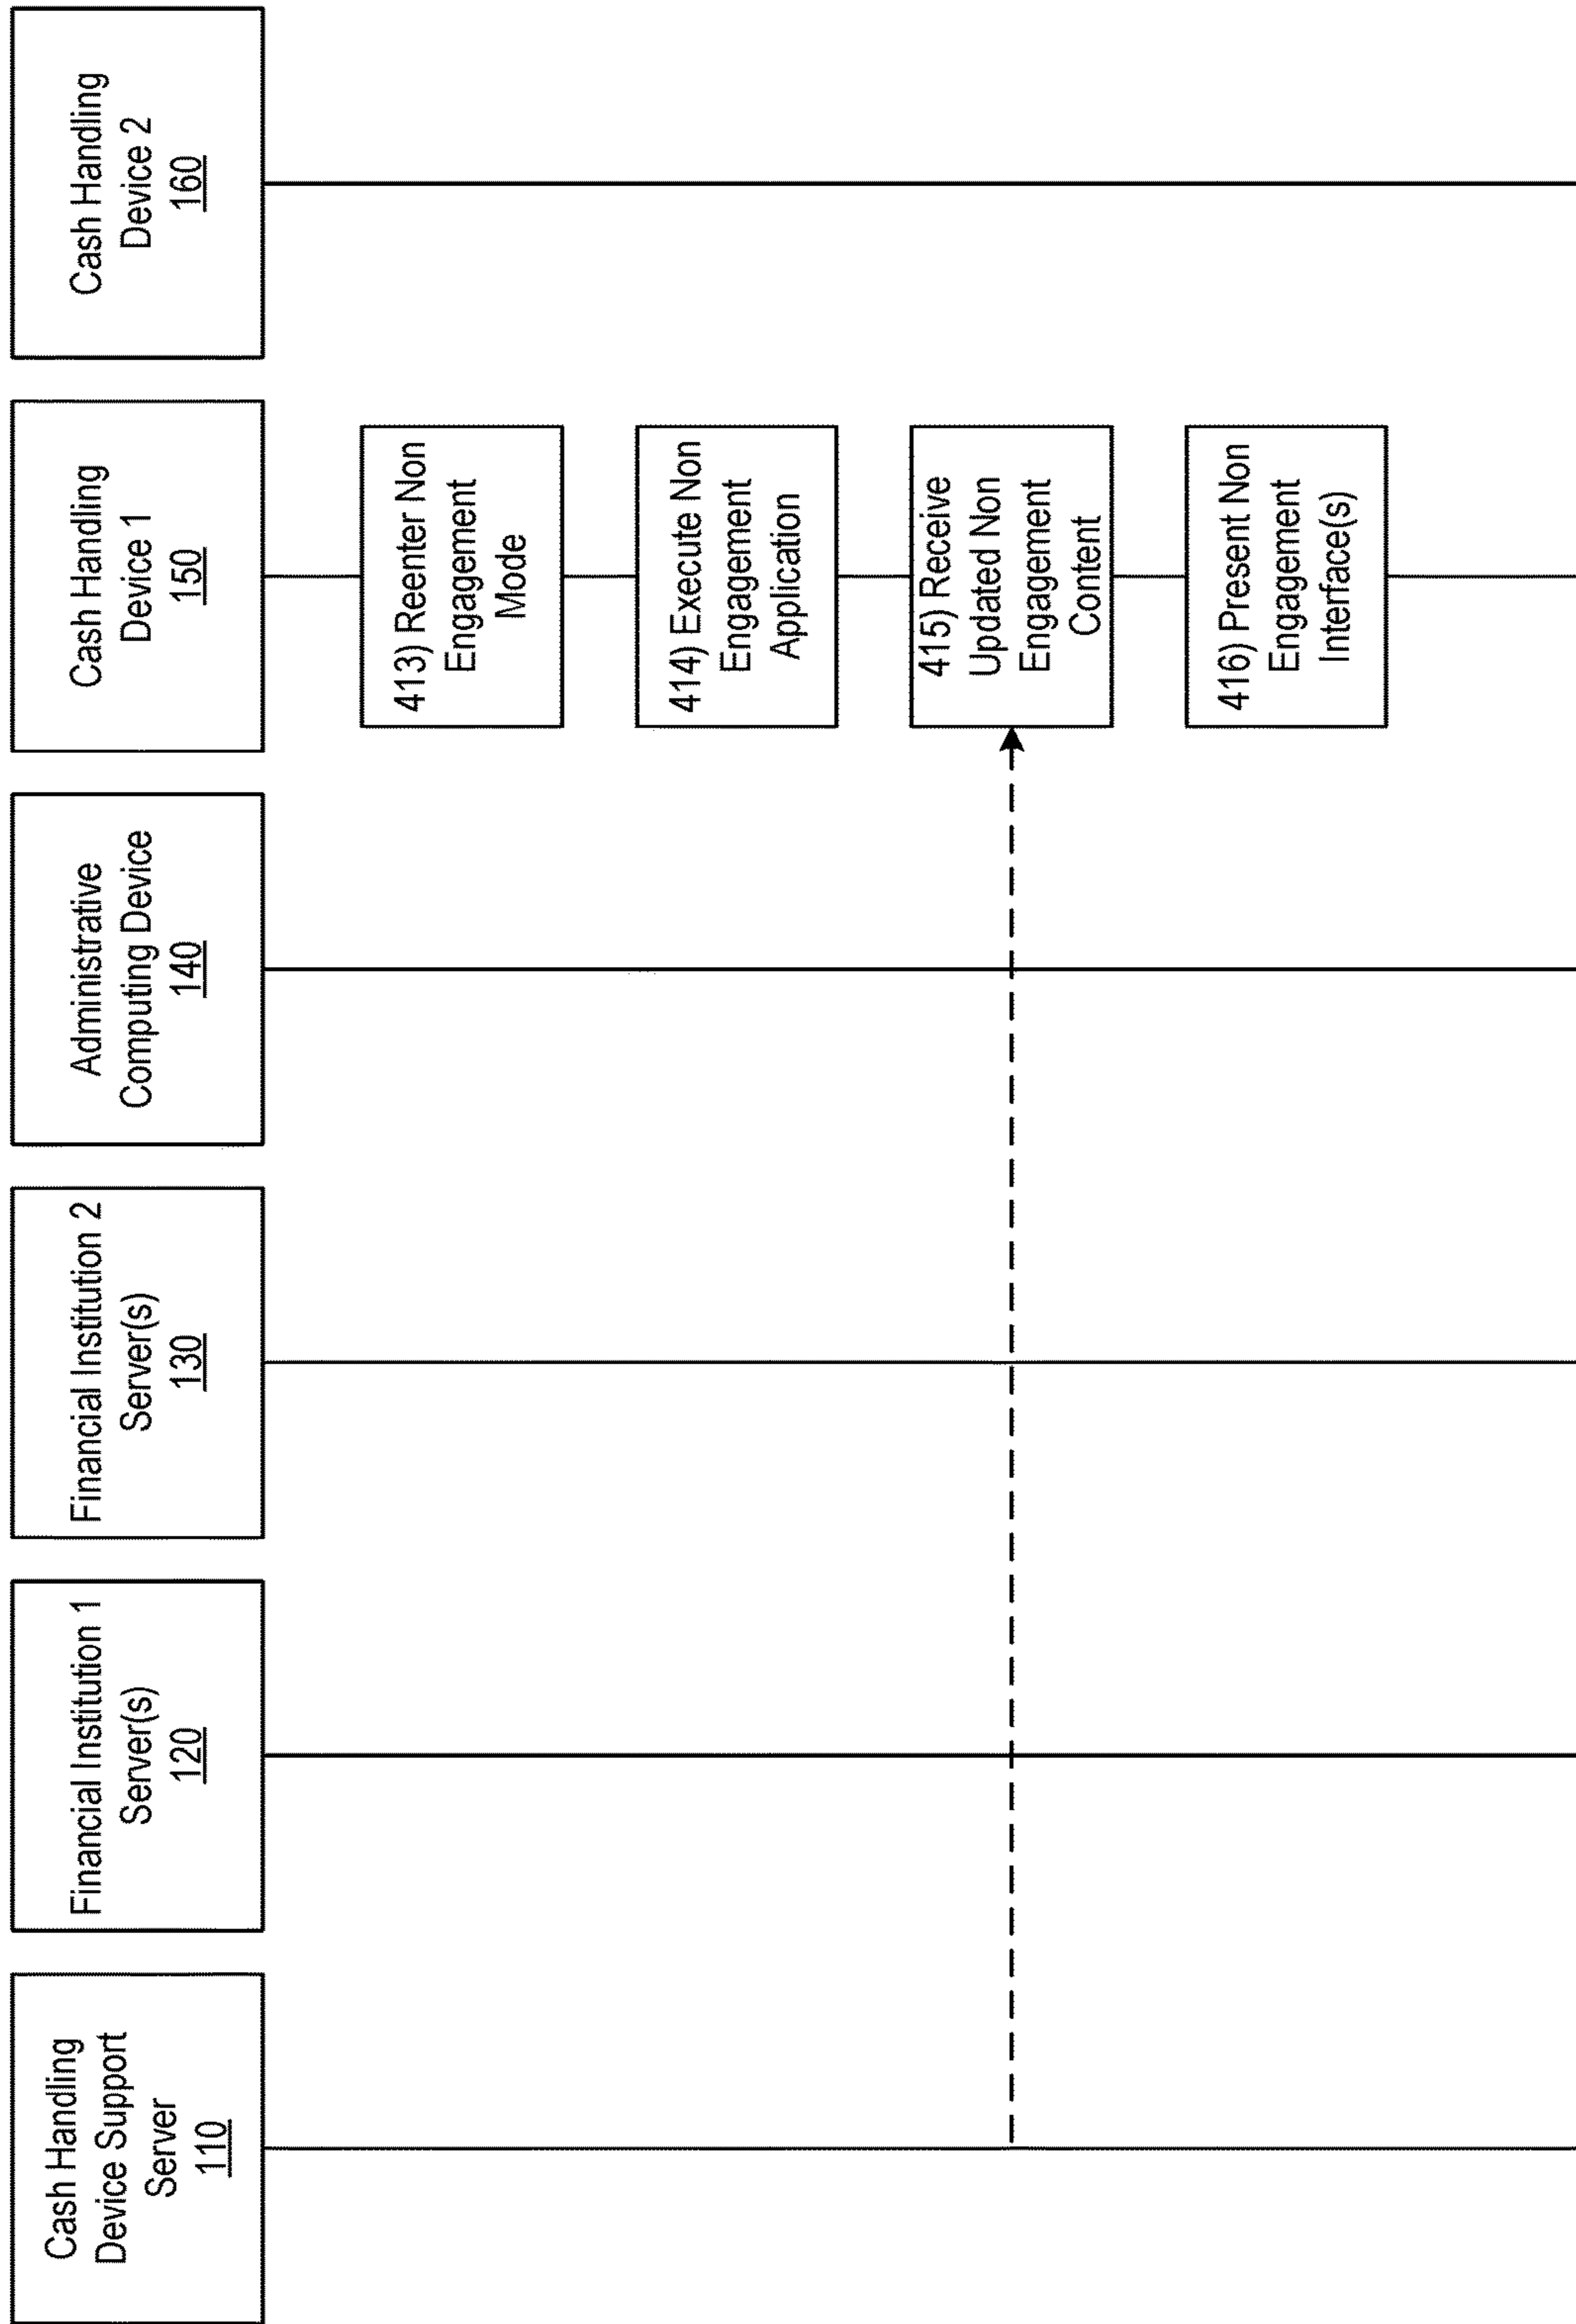 Cash Handling
Device Support
Server
110
Financial Institution 1
Server(s)
120
Financial Institution 2
Server(s)
130
Administrative
Computing Device
140
Cash Handling
Device 1
150
Cash Handling
Device 2
160
413) Reenter Non
Engagement
Mode
414) Execute Non
Engagement
Application
415) Receive
Updated Non
Engagement
Content
416) Present Non
Engagement
Interface(s)